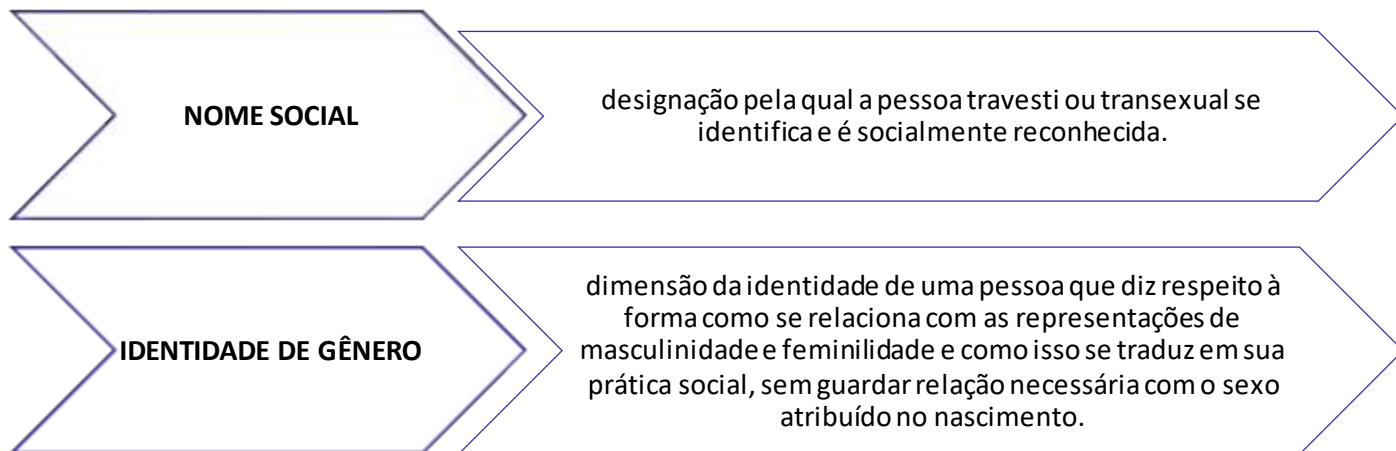 NOME SOCIAL
designação pela qual a pessoa travesti ou transexual se
identifica e é socialmente reconhecida.
IDENTIDADE DE GÊNERO
dimensão da identidade de uma pessoa que diz respeito à
forma como se relaciona com as representações de
masculinidade e feminilidade e como isso se traduz em sua
prática social, sem guardar relação necessária com o sexo
atribuído no nascimento.